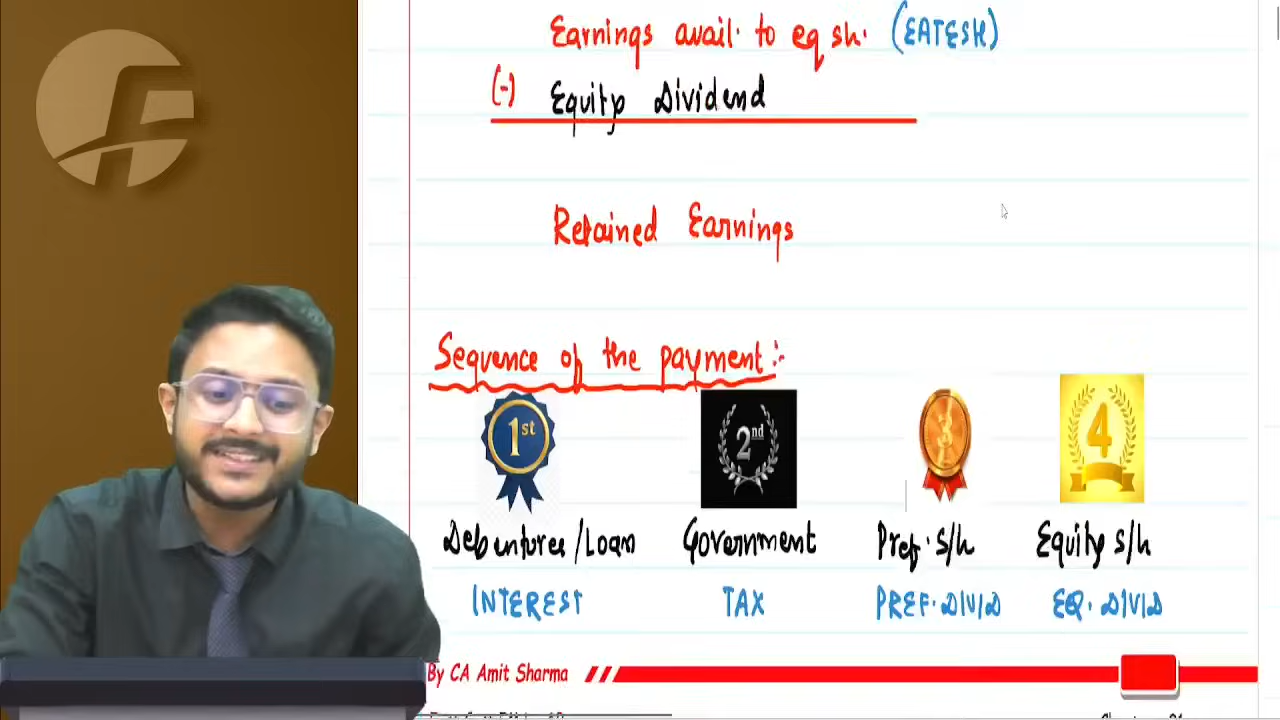 Earnings avail. to eq sh. (EATESH)
(-) Equity Dividend
Retained Earnings
Sequence of the payment :-
1st 2nd 3 4
Debentures/Loan Government Pref. S/h Equity S/h
INTEREST TAX PREF. DIVID EQ. DIVID
By CA Amit Sharma